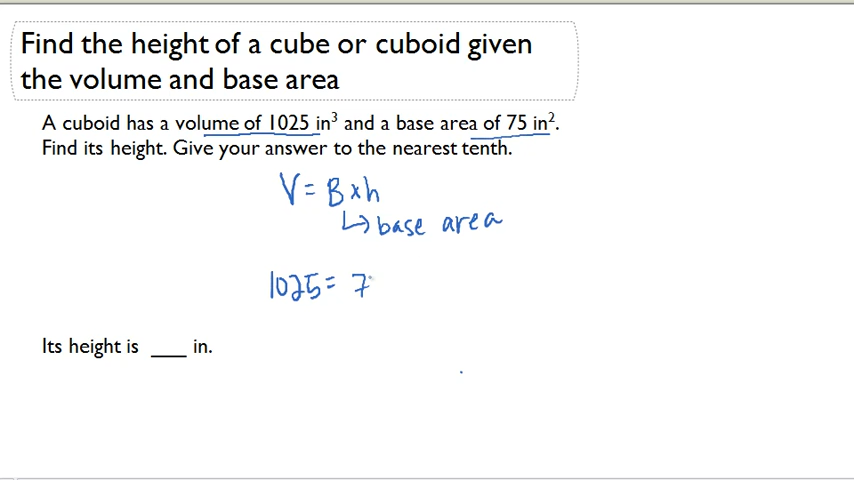 Find the height of a cube or cuboid given
the volume and base area
A cuboid has a volume of 1025 in³ and a base area of 75 in².
Find its height. Give your answer to the nearest tenth.
V = B × h
↳ base area
1025 = 7
Its height is ____ in.